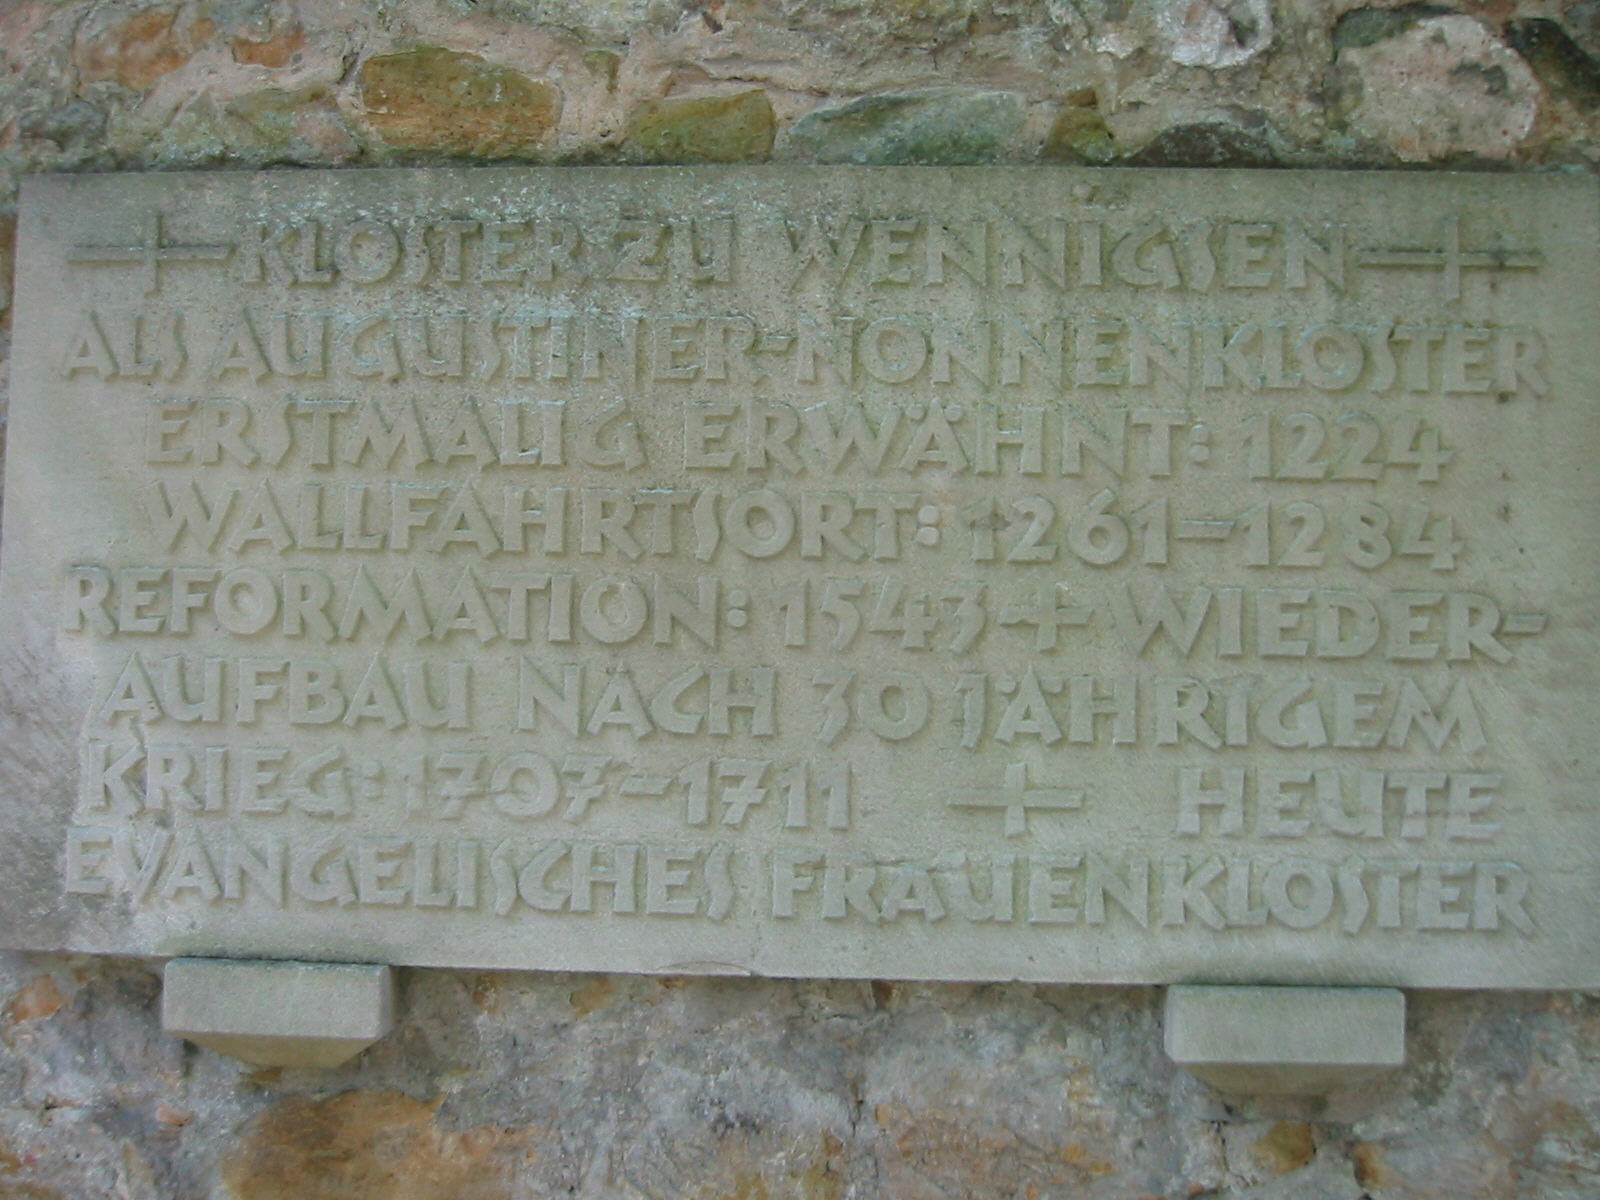 + KLOSTER ZU WENNIGSEN +
ALS AUGUSTINER-NONNENKLOSTER
ERSTMALIG ERWÄHNT: 1224
WALLFAHRTSORT: 1261-1284
REFORMATION: 1543 + WIEDER-
AUFBAU NACH 30 JÄHRIGEM
KRIEG: 1707-1711 + HEUTE
EVANGELISCHES FRAUENKLOSTER